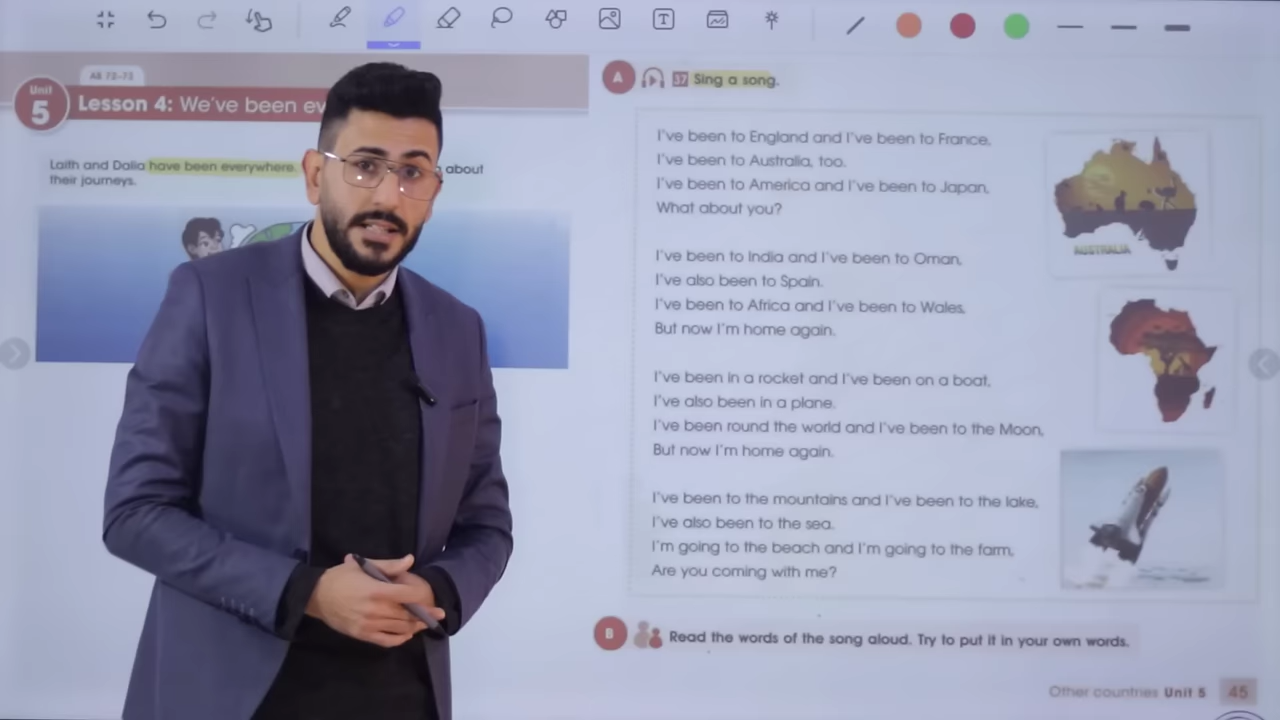 AB 72–73
Unit
5
Lesson 4: We've been
Laith and Dalia have been everywhere.
about
their journeys.
A
37 Sing a song.
I've been to England and I've been to France,
I've been to Australia, too.
I've been to America and I've been to Japan,
What about you?
I've been to India and I've been to Oman,
I've also been to Spain.
I've been to Africa and I've been to Wales,
But now I'm home again.
I've been in a rocket and I've been on a boat,
I've also been in a plane.
I've been round the world and I've been to the Moon,
But now I'm home again.
I've been to the mountains and I've been to the lake,
I've also been to the sea.
I'm going to the beach and I'm going to the farm,
Are you coming with me?
AUSTRALIA
B
Read the words of the song aloud. Try to put it in your own words.
Other countries Unit 5 45